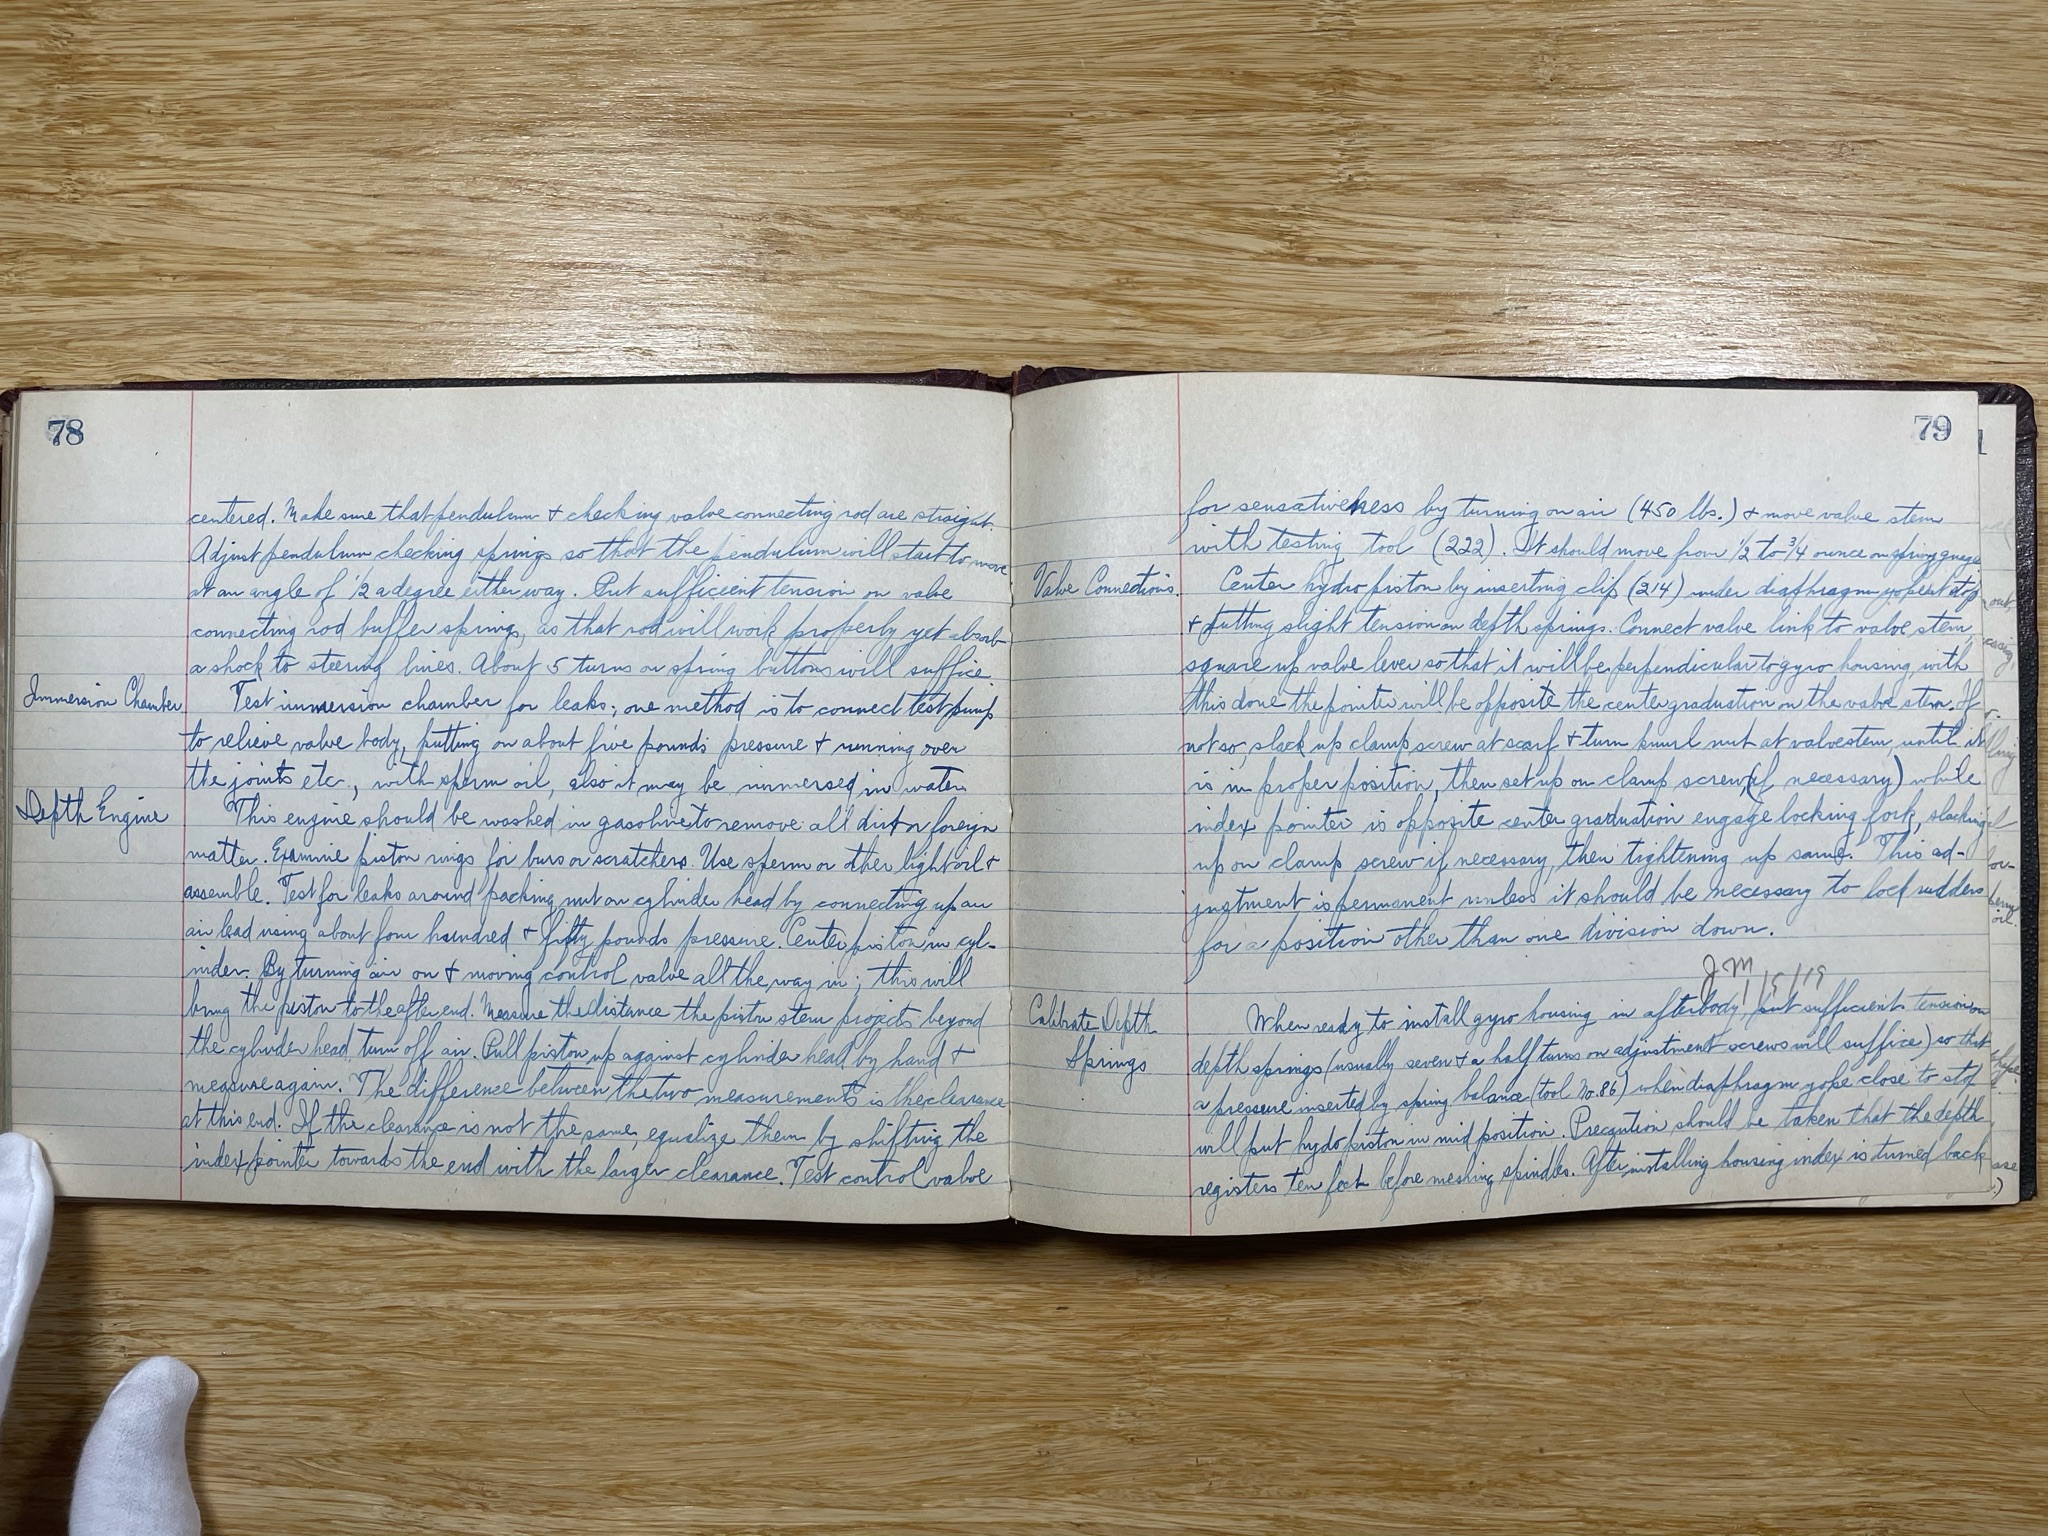 78
centered. Make sure that pendulum + checking valve connecting rod are straight.
Adjust pendulum checking springs so that the pendulum will start to move
at an angle of 1/2 a degree either way. Put sufficient tension on valve
connecting rod buffer springs, so that rod will work properly yet absorb
a shock to steering lines. About 5 turns on spring buttons will suffice.
Immersion Chamber
Test immersion chamber for leaks; one method is to connect test pump
to relieve valve body, putting on about five pounds pressure + running over
the joints etc., with sperm oil, also it may be immersed in water.
Depth Engine
This engine should be washed in gasoline to remove all dirt or foreign
matter. Examine piston rings for burs or scratchers. Use sperm or other light oil +
assemble. Test for leaks around packing nut on cylinder head by connecting up an
air lead using about four hundred + fifty pounds pressure. Center piston in cyl-
inder. By turning air on + moving control valve all the way in; this will
bring the piston to the after end. Measure the distance the piston stem projects beyond
the cylinder head, turn off air. Pull piston up against cylinder head by hand +
measure again. The difference between the two measurements is the clearance
at this end. If the clearance is not the same, equalize them by shifting the
index pointer towards the end with the larger clearance. Test control valve
79
for sensativeness by turning on air (450 lbs.) + move valve stem
with testing tool (222). It should move from 1/2 to 3/4 ounce on spring guage
Valve Connections.
Center hydro piston by inserting clip (214) under diaphragm yoke at stop
+ putting slight tension on depth springs. Connect valve link to valve stem,
square up valve lever so that it will be perpendicular to gyro housing, with
this done the pointer will be opposite the center graduation on the valve stem. If
not so, slack up clamp screw at scarf + turn knurl nut at valve stem, until it
is in proper position, then set up on clamp screw, (if necessary) while
index pointer is opposite center graduation engage locking fork, slacking
up on clamp screw if necessary, then tightening up same. This ad-
justment is permanent unless it should be necessary to lock rudders
for a position other than one division down.
J M 1/5/19
Calibrate Depth
Springs
When ready to install gyro housing in afterbody, put sufficient tension on
depth springs (usually seven + a half turns on adjustment screws will suffice) so that
a pressure inserted by spring balance (tool No. 86) when diaphragm yoke close to stop
will put hydo piston in mid position. Precaution should be taken that the depth
registers ten feet before meshing spindles. After installing housing index is turned back